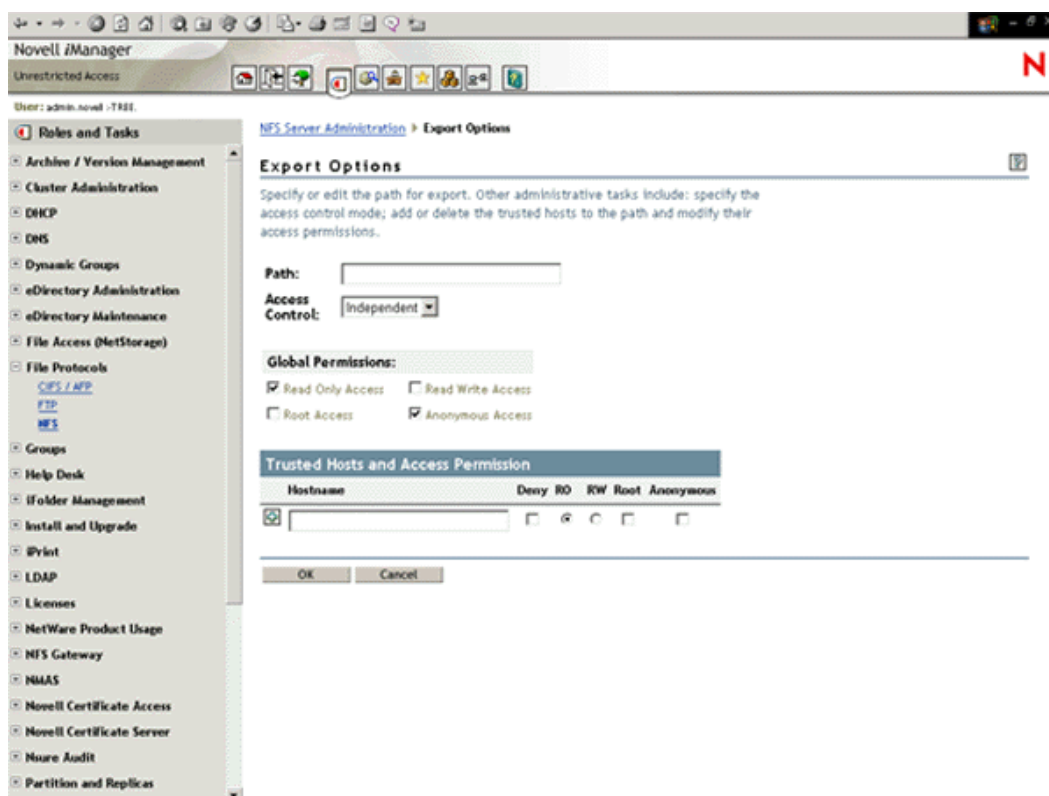 Novell iManager
Unrestricted Access
N
User: admin.novell :-TREE.
Roles and Tasks
Archive / Version Management
Cluster Administration
DHCP
DNS
Dynamic Groups
eDirectory Administration
eDirectory Maintenance
File Access (NetStorage)
File Protocols
CIFS / AFP
FTP
NFS
Groups
Help Desk
iFolder Management
Install and Upgrade
iPrint
LDAP
Licenses
NetWare Product Usage
NFS Gateway
NMAS
Novell Certificate Access
Novell Certificate Server
Nsure Audit
Partition and Replicas
NFS Server Administration Export Options
Export Options
Specify or edit the path for export. Other administrative tasks include: specify the
access control mode; add or delete the trusted hosts to the path and modify their
access permissions.
Path:
Access
Control:
Independent
Global Permissions:
Read Only Access Read Write Access
Root Access Anonymous Access
Trusted Hosts and Access Permission
Hostname Deny RO RW Root Anonymous
OK Cancel